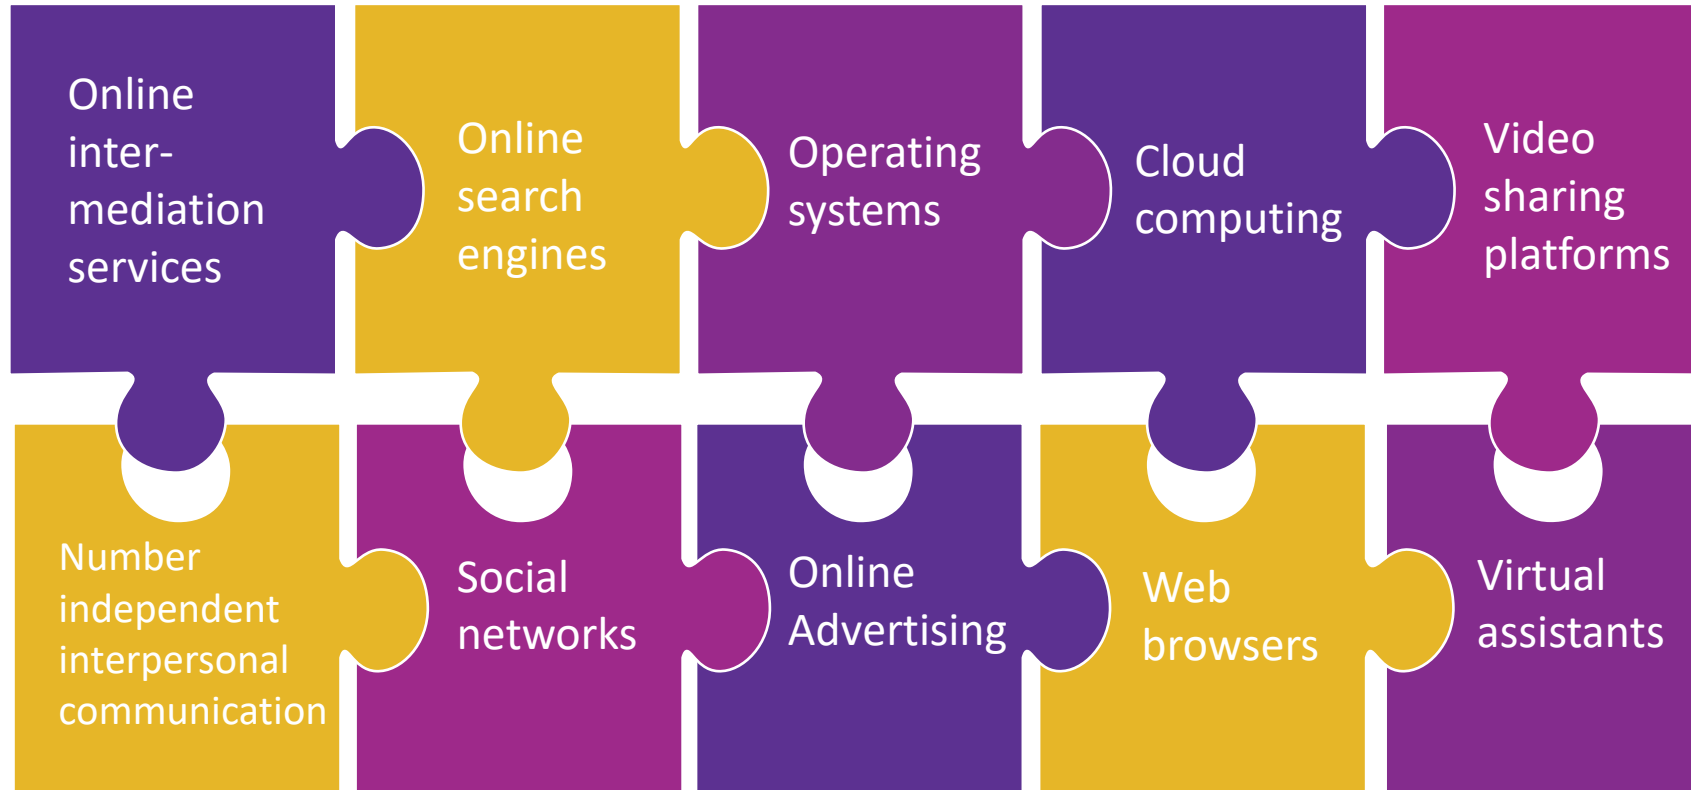 Online
inter-
mediation
services
Online
search
engines
Operating
systems
Cloud
computing
Video
sharing
platforms
Number
independent
interpersonal
communication
Social
networks
Online
Advertising
Web
browsers
Virtual
assistants